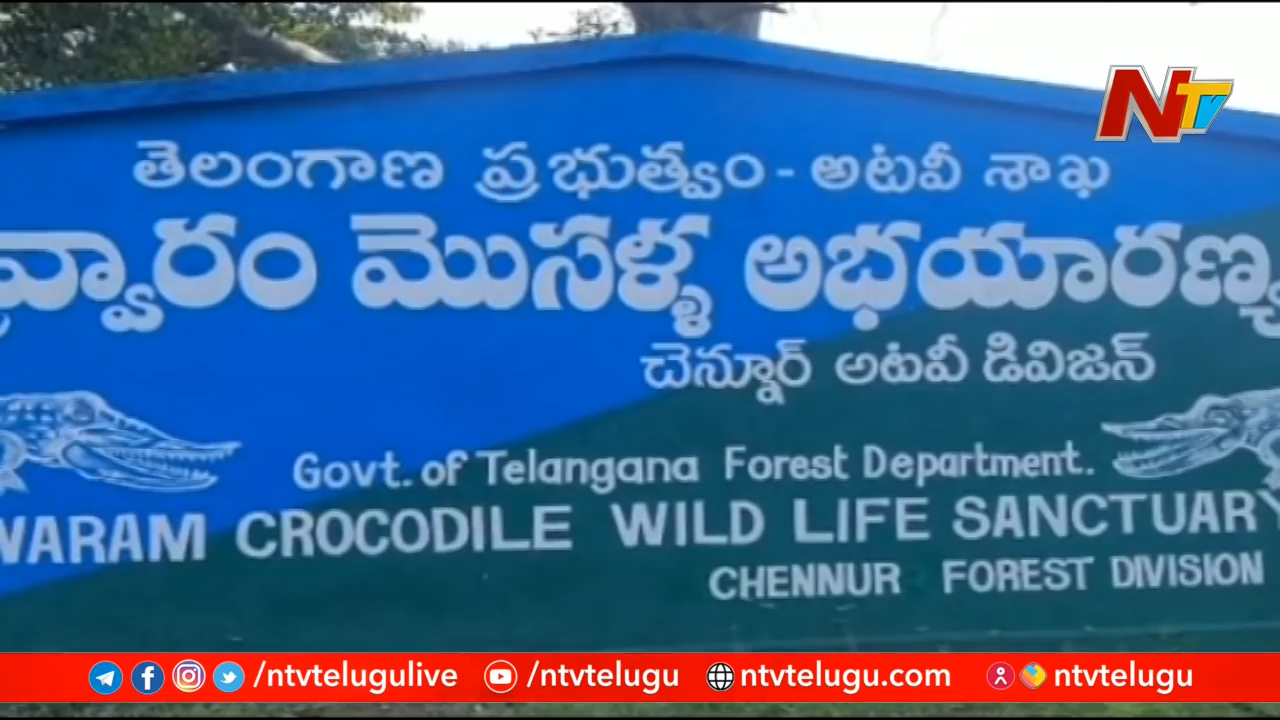 NTV
తెలంగాణ ప్రభుత్వం - అటవీ శాఖ
మొసళ్ళ అభయారణ్య
చెన్నూర్ అటవీ డివిజన్
Govt. of Telangana Forest Department.
WARAM CROCODILE WILD LIFE SANCTUARY
CHENNUR FOREST DIVISION
/ntvtelugulive /ntvtelugu ntvtelugu.com ntvtelugu